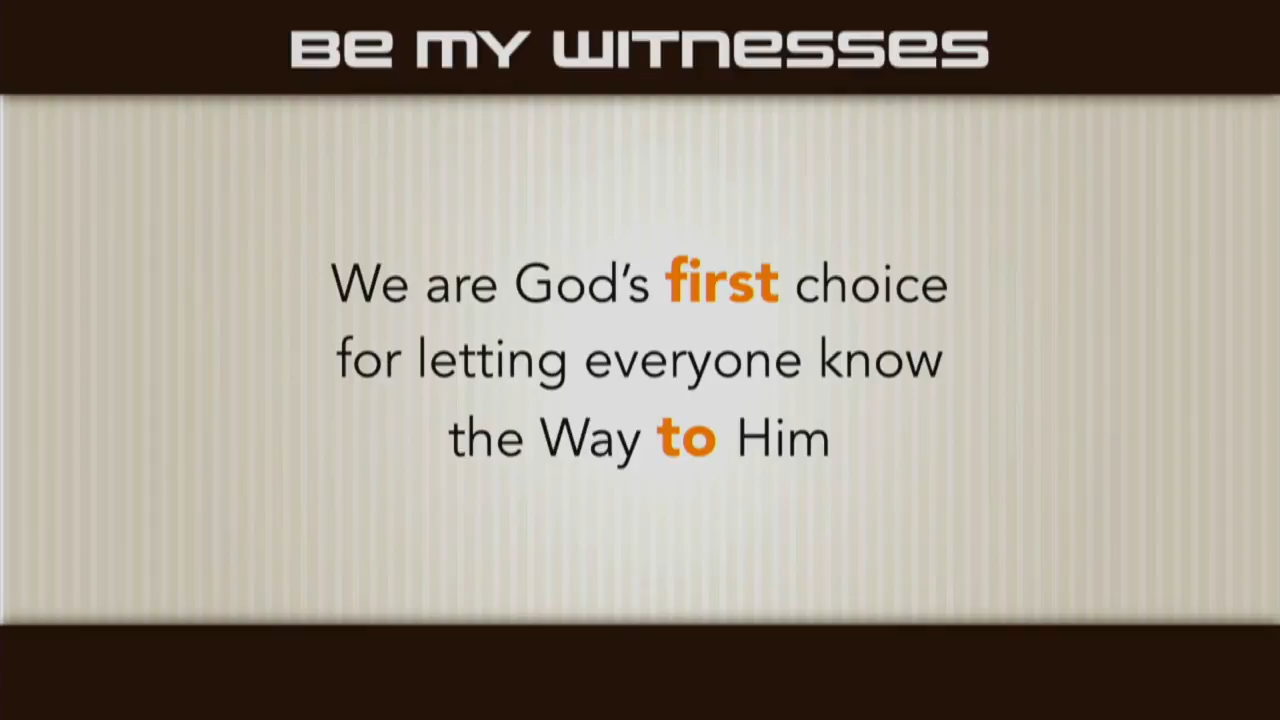 Be my witnesses
We are God's first choice
for letting everyone know
the Way to Him